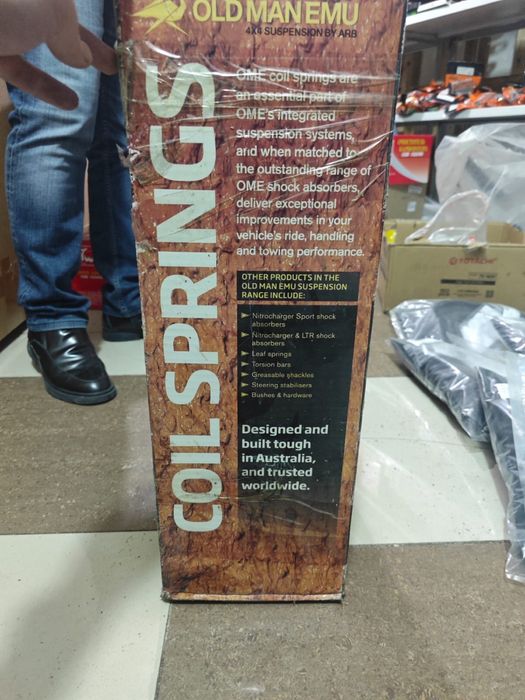 OLD MAN EMU
4X4 SUSPENSION BY ARB
COIL SPRINGS
OME coil springs are
an essential part of
OME's integrated
suspension systems,
and when matched to
the outstanding range of
OME shock absorbers,
deliver exceptional
improvements in your
vehicle's ride, handling
and towing performance.
OTHER PRODUCTS IN THE
OLD MAN EMU SUSPENSION
RANGE INCLUDE:
Nitrocharger Sport shock
absorbers
Nitrocharger & LTR shock
absorbers
Leaf springs
Torsion bars
Greasable shackles
Steering stabilisers
Bushes & hardware
Designed and
built tough
in Australia,
and trusted
worldwide.
TOTACHI